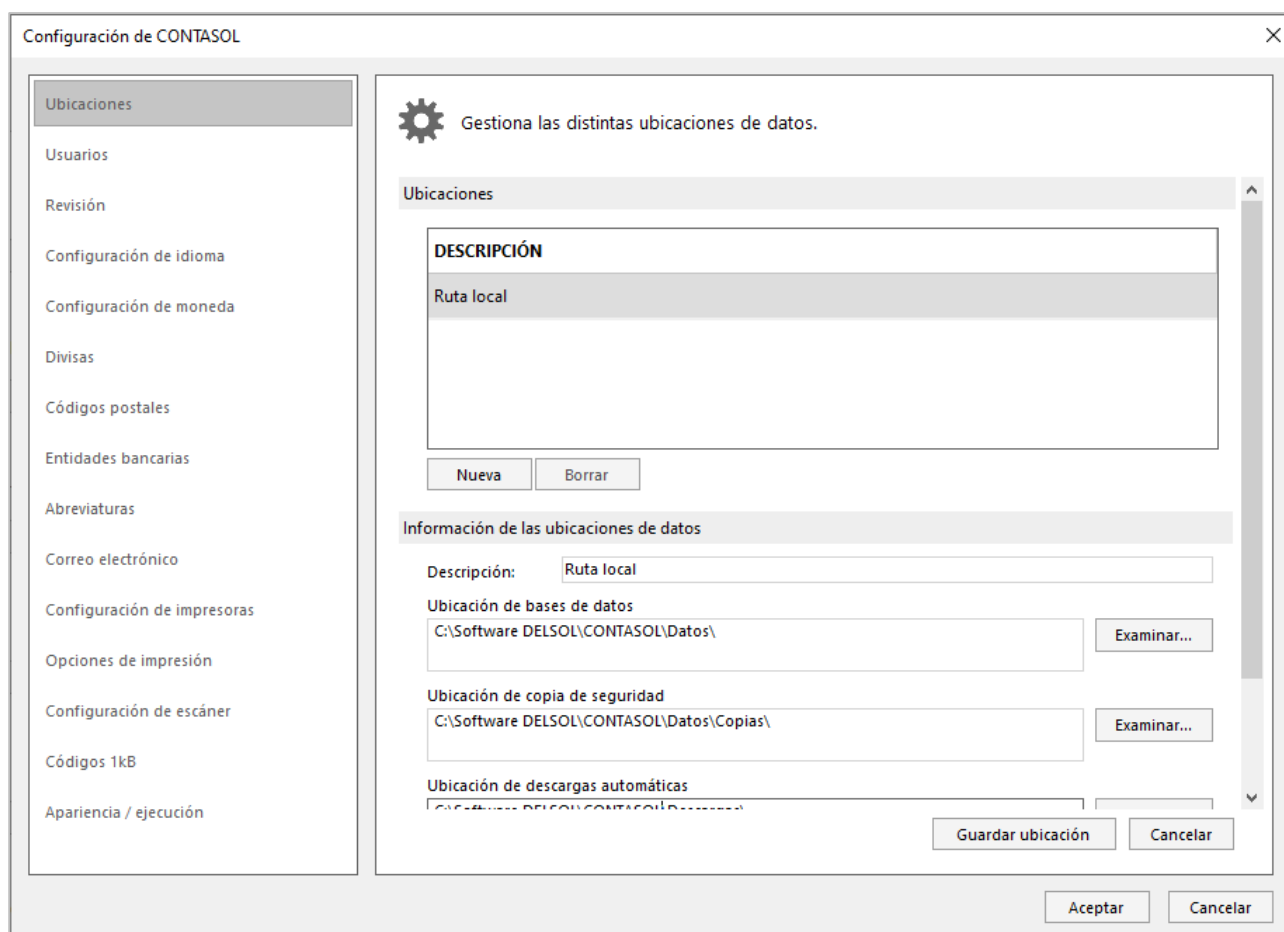 Configuración de CONTASOL
Ubicaciones
Usuarios
Revisión
Configuración de idioma
Configuración de moneda
Divisas
Códigos postales
Entidades bancarias
Abreviaturas
Correo electrónico
Configuración de impresoras
Opciones de impresión
Configuración de escáner
Códigos 1kB
Apariencia / ejecución
Gestiona las distintas ubicaciones de datos.
Ubicaciones
DESCRIPCIÓN
Ruta local
Nueva Borrar
Información de las ubicaciones de datos
Descripción: Ruta local
Ubicación de bases de datos
C:\Software DELSOL\CONTASOL\Datos\ Examinar...
Ubicación de copia de seguridad
C:\Software DELSOL\CONTASOL\Datos\Copias\ Examinar...
Ubicación de descargas automáticas
C:\Software DELSOL\CONTASOL\Descargas\
Guardar ubicación Cancelar
Aceptar Cancelar